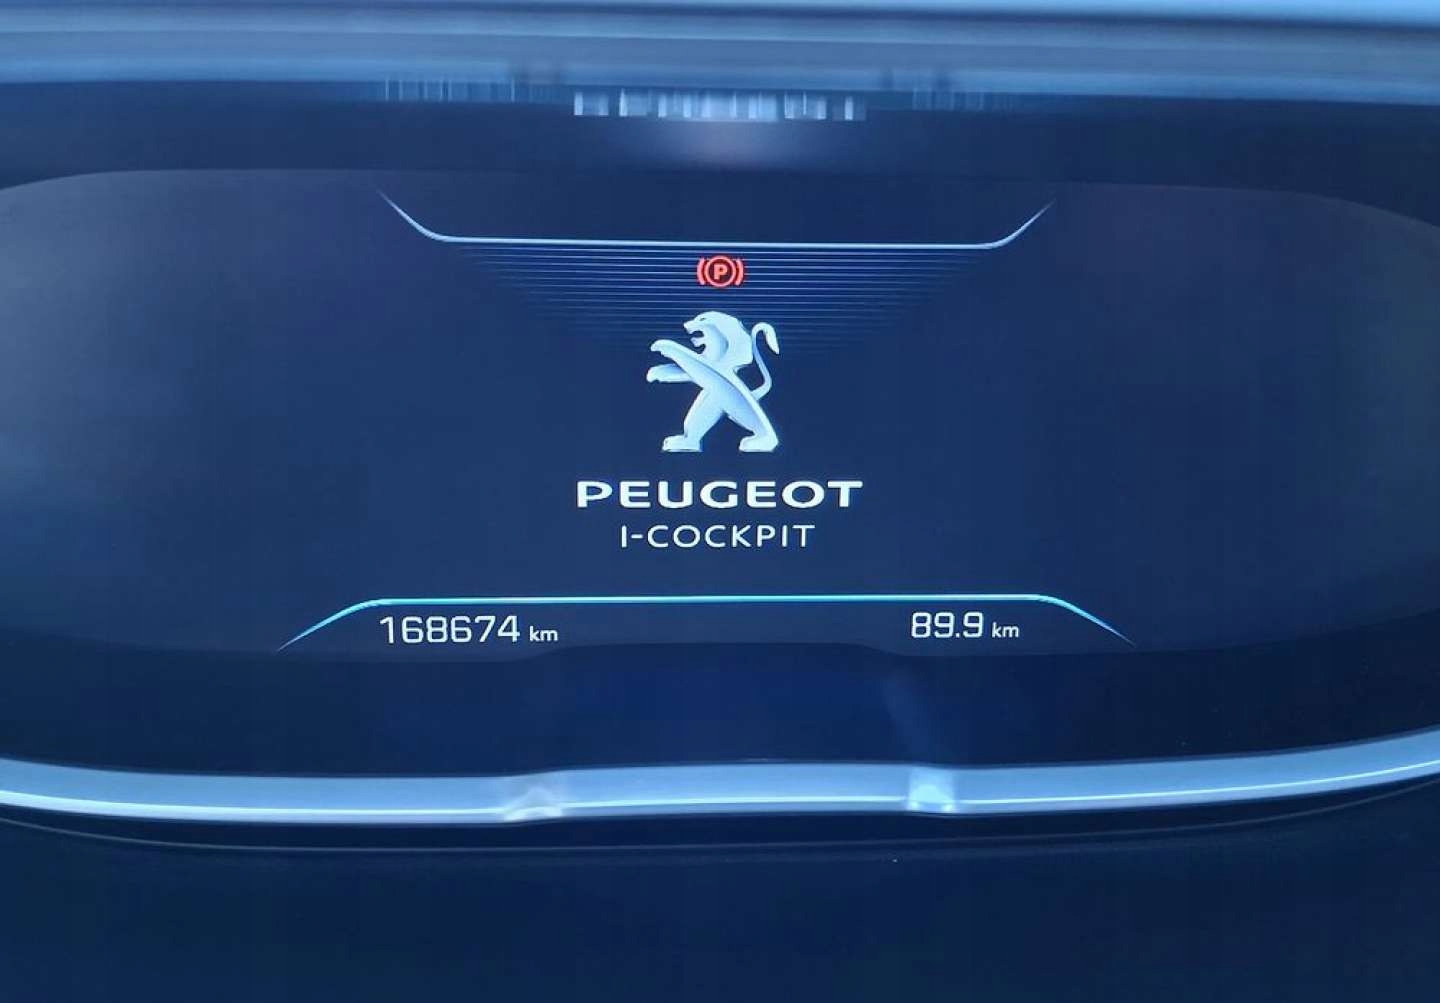 P
PEUGEOT
I-COCKPIT
168674 km
89.9 km